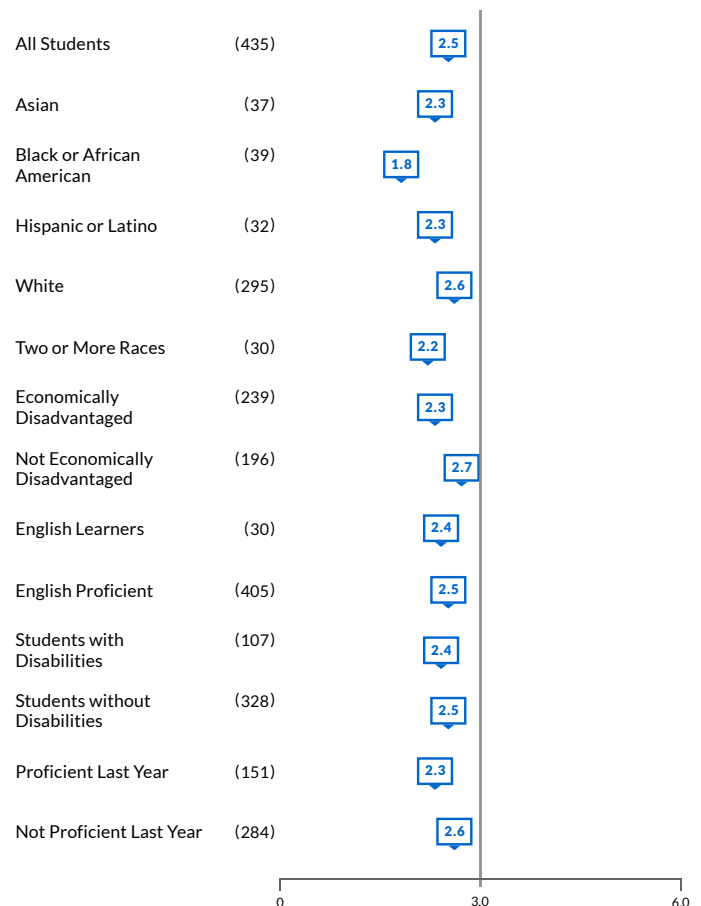 All Students (435) 2.5
Asian (37) 2.3
Black or African (39) 1.8
American
Hispanic or Latino (32) 2.3
White (295) 2.6
Two or More Races (30) 2.2
Economically (239) 2.3
Disadvantaged
Not Economically (196) 2.7
Disadvantaged
English Learners (30) 2.4
English Proficient (405) 2.5
Students with (107) 2.4
Disabilities
Students without (328) 2.5
Disabilities
Proficient Last Year (151) 2.3
Not Proficient Last Year (284) 2.6
0 3.0 6.0